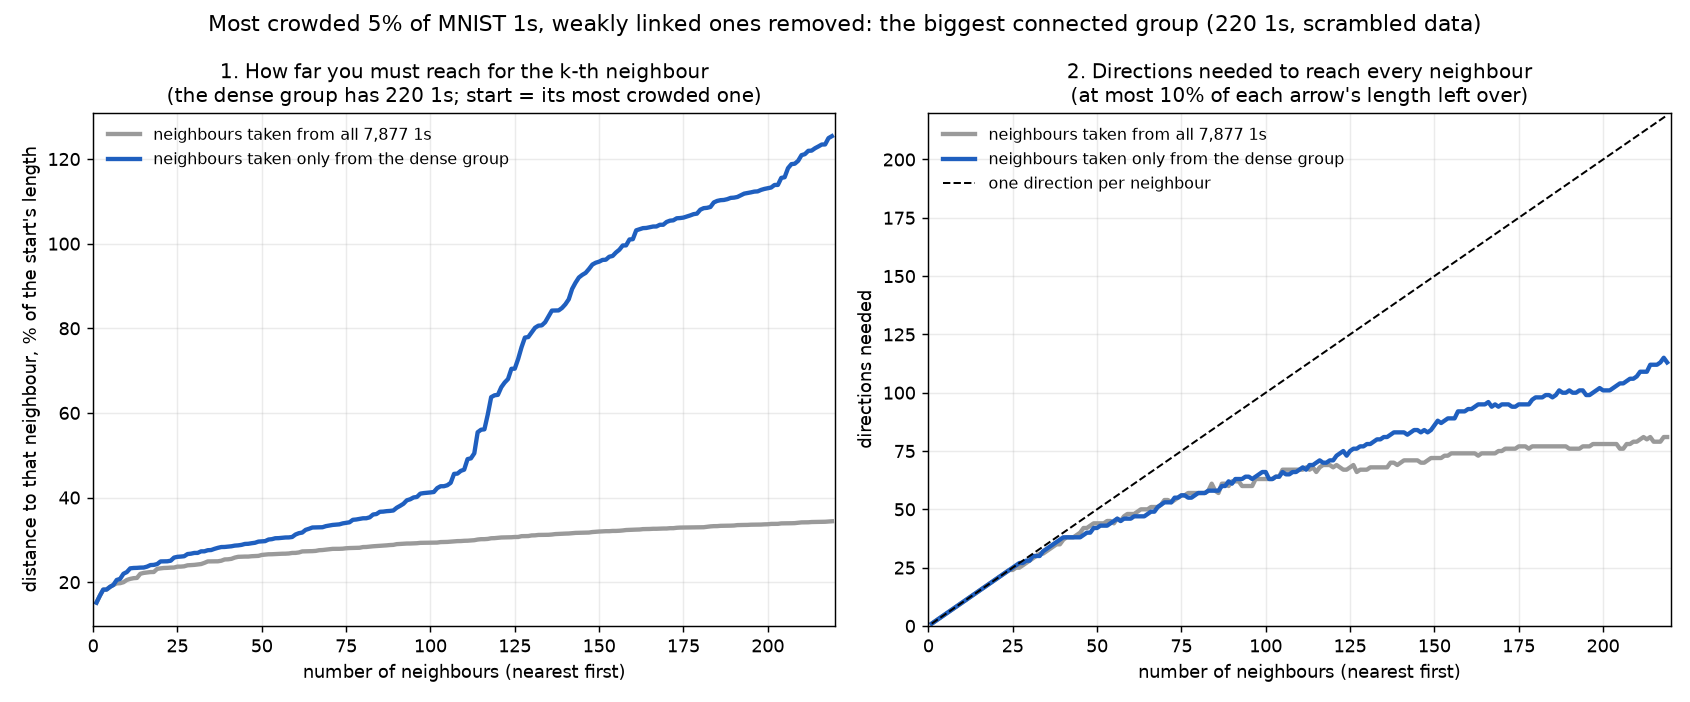 Most crowded 5% of MNIST 1s, weakly linked ones removed: the biggest connected group (220 1s, scrambled data)
1. How far you must reach for the k-th neighbour
(the dense group has 220 1s; start = its most crowded one)
neighbours taken from all 7,877 1s
neighbours taken only from the dense group
distance to that neighbour, % of the start's length
120
100
80
60
40
20
0 25 50 75 100 125 150 175 200
number of neighbours (nearest first)
2. Directions needed to reach every neighbour
(at most 10% of each arrow's length left over)
neighbours taken from all 7,877 1s
neighbours taken only from the dense group
one direction per neighbour
directions needed
200
175
150
125
100
75
50
25
0
0 25 50 75 100 125 150 175 200
number of neighbours (nearest first)